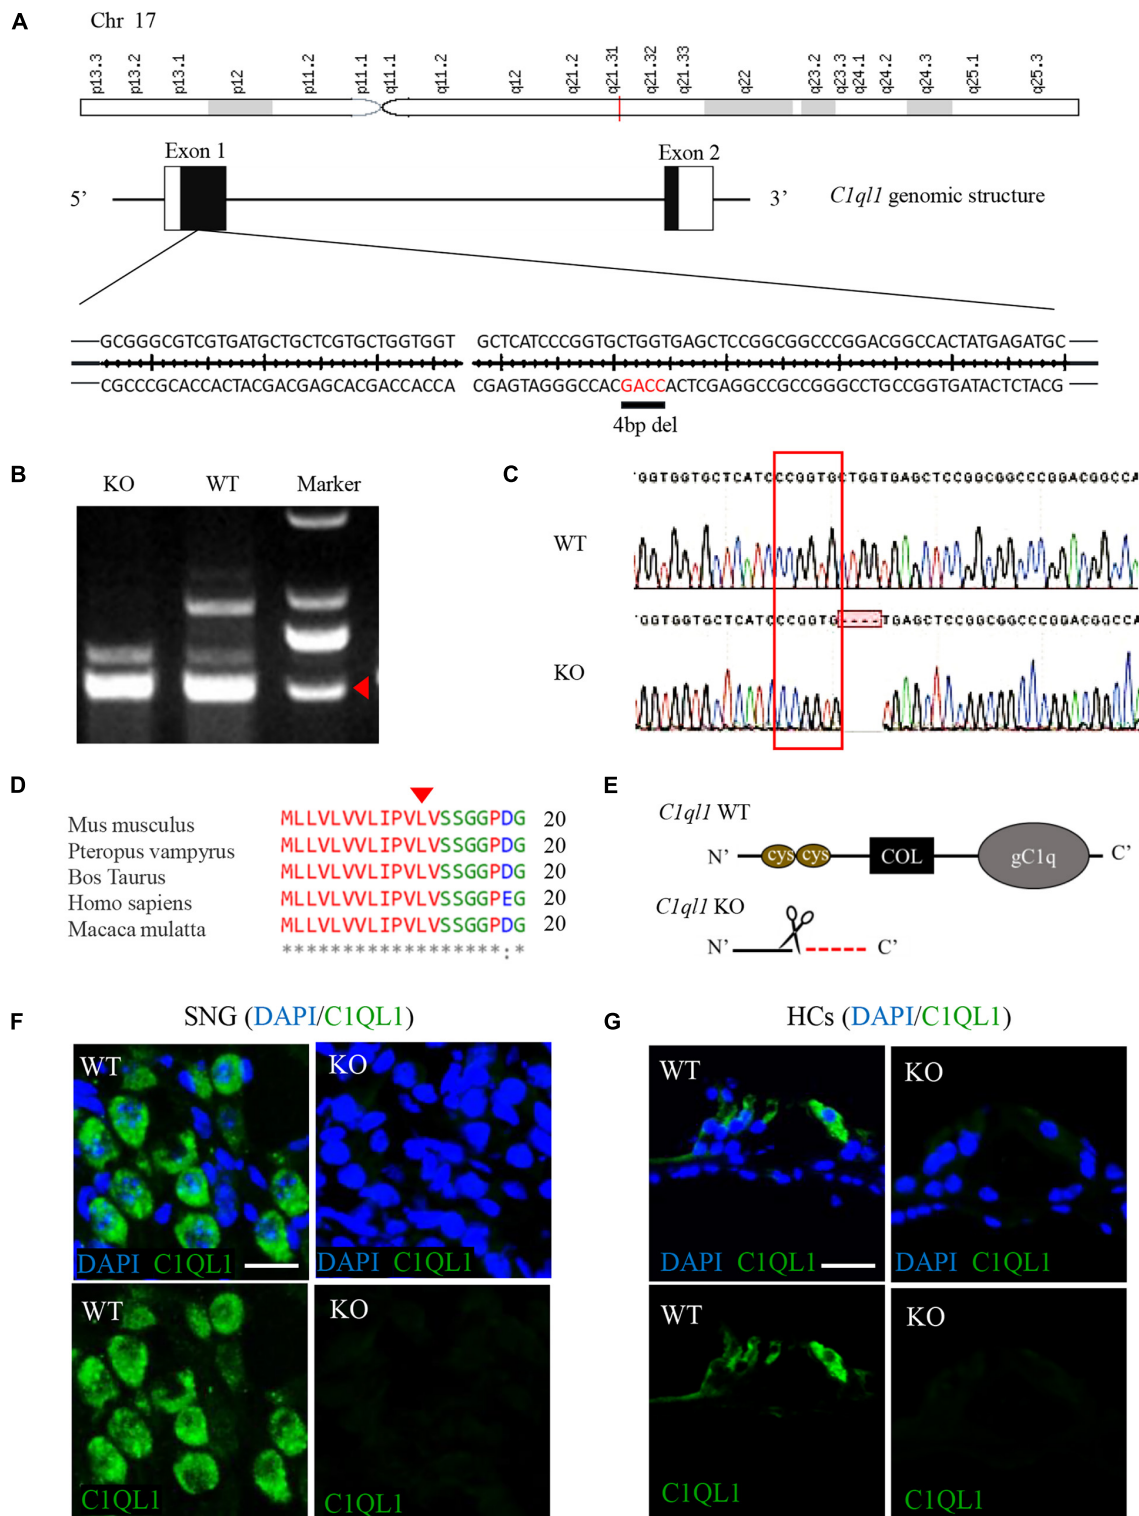 A
Chr 17
p13.3 p13.2 p13.1 p12 p11.2 p11.1 q11.1 q11.2 q12 q21.2 q21.31 q21.32 q21.33 q22 q23.2 q23.3 q24.1 q24.2 q24.3 q25.1 q25.3
Exon 1 Exon 2
5’ 3’ C1ql1 genomic structure
GCGGGCGTCGTGATGCTGCTCGTGCTGGTGGT GCTCATCCCGGTGCTGGTGAGCTCCGGCGGCCCGGACGGCCACTATGAGATGC
CGCCCGCACCACTACGACGAGCACGACCACCA CGAGTAGGGCCACGACCACTCGAGGCCGCCGGGCCTGCCGGTGATACTCTACG
4bp del
B
KO WT Marker
C
GGTGGTGCTCATCCCGGTGCTGGTGAGCTCCGGCGGCCCGGACGGCCA
WT
GGTGGTGCTCATCCCGGTG----TGAGCTCCGGCGGCCCGGACGGCCA
KO
D
Mus musculus MLLVLVVLIPVLVSSGGPDG 20
Pteropus vampyrus MLLVLVVLIPVLVSSGGPDG 20
Bos Taurus MLLVLVVLIPVLVSSGGPDG 20
Homo sapiens MLLVLVVLIPVLVSSGGPEG 20
Macaca mulatta MLLVLVVLIPVLVSSGGPDG 20
******************:*
E
C1ql1 WT
N’ cys cys COL gC1q C’
C1ql1 KO
N’ C’
F
SNG (DAPI/C1QL1)
WT KO
DAPI C1QL1 DAPI C1QL1
WT KO
C1QL1 C1QL1
G
HCs (DAPI/C1QL1)
WT KO
DAPI C1QL1 DAPI C1QL1
WT KO
C1QL1 C1QL1